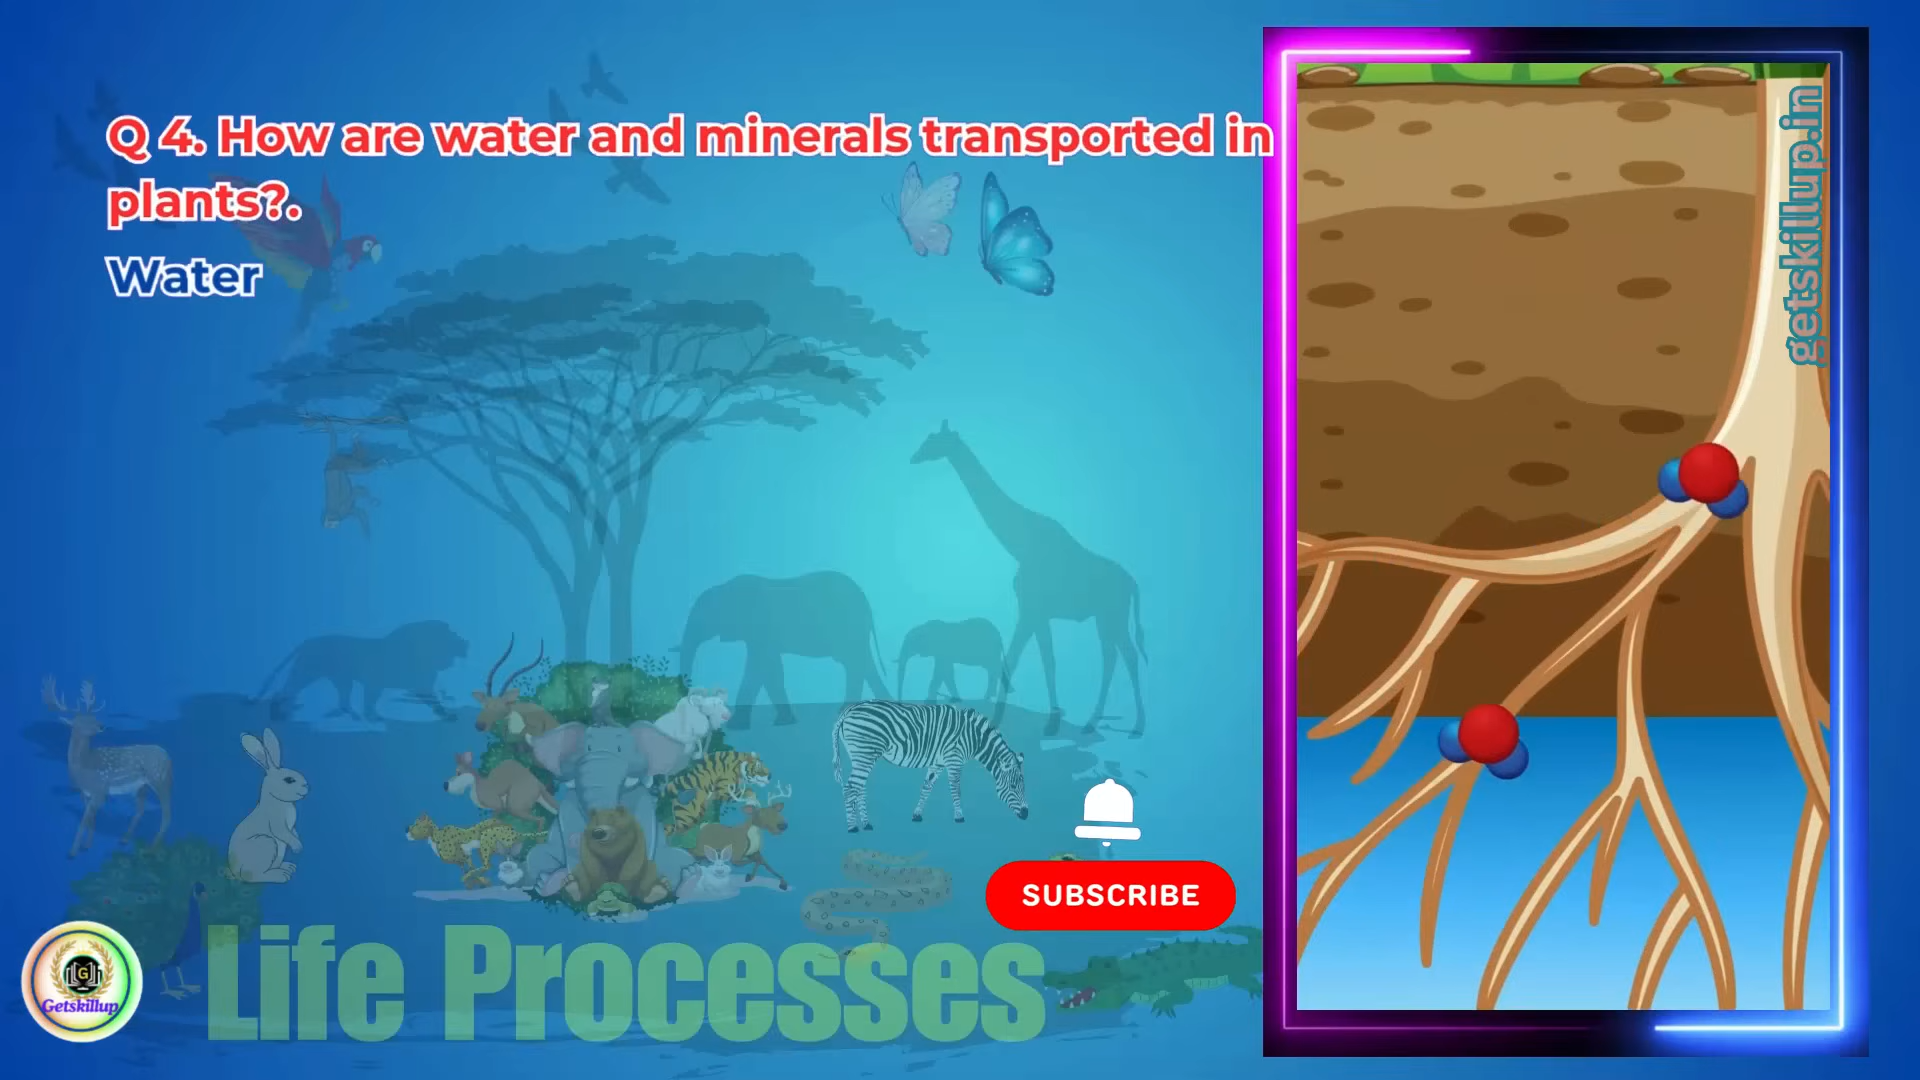 Q 4. How are water and minerals transported in
plants?.
Water
getskillup.in
SUBSCRIBE
Life Processes
G
Getskillup